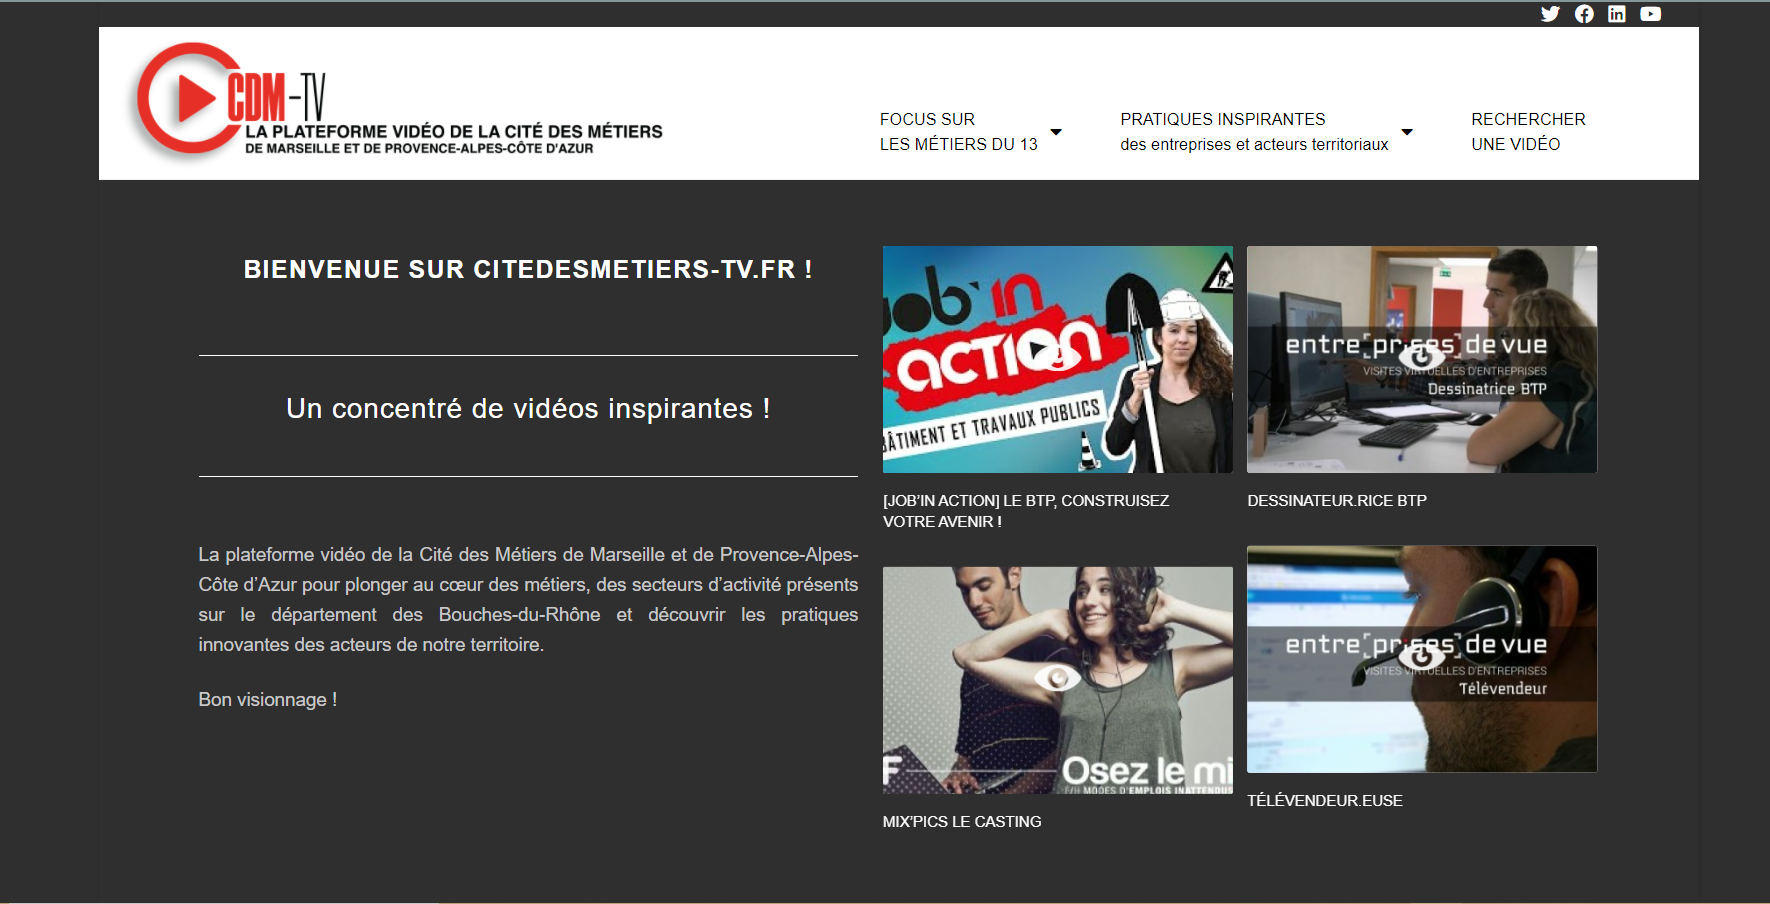 CDM-TV
LA PLATEFORME VIDÉO DE LA CITÉ DES MÉTIERS
DE MARSEILLE ET DE PROVENCE-ALPES-CÔTE D'AZUR
FOCUS SUR
LES MÉTIERS DU 13
PRATIQUES INSPIRANTES
des entreprises et acteurs territoriaux
RECHERCHER
UNE VIDÉO
BIENVENUE SUR CITEDESMETIERS-TV.FR !
Un concentré de vidéos inspirantes !
La plateforme vidéo de la Cité des Métiers de Marseille et de Provence-Alpes-
Côte d’Azur pour plonger au cœur des métiers, des secteurs d’activité présents
sur le département des Bouches-du-Rhône et découvrir les pratiques
innovantes des acteurs de notre territoire.
Bon visionnage !
job' in
action
BÂTIMENT ET TRAVAUX PUBLICS
[JOB’IN ACTION] LE BTP, CONSTRUISEZ
VOTRE AVENIR !
entre[prises]de vue
VISITES VIRTUELLES D'ENTREPRISES
Dessinatrice BTP
DESSINATEUR.RICE BTP
F
Osez le mi
F/H MODES D'EMPLOIS INATTENDUS
MIX’PICS LE CASTING
entre[prises]de vue
VISITES VIRTUELLES D'ENTREPRISES
Télévendeur
TÉLÉVENDEUR.EUSE